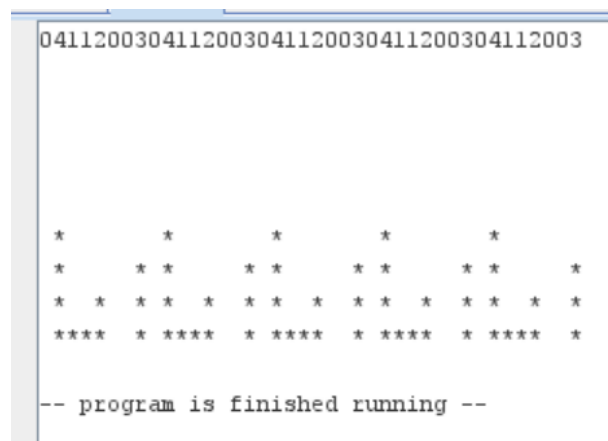 0411200304112003041120030411200304112003
 *       *       *       *       *
 *     * *     * *     * *     * *     *
 *  *  * *  *  * *  *  * *  *  * *  *  *
 ****  * ****  * ****  * ****  * ****  *
-- program is finished running --